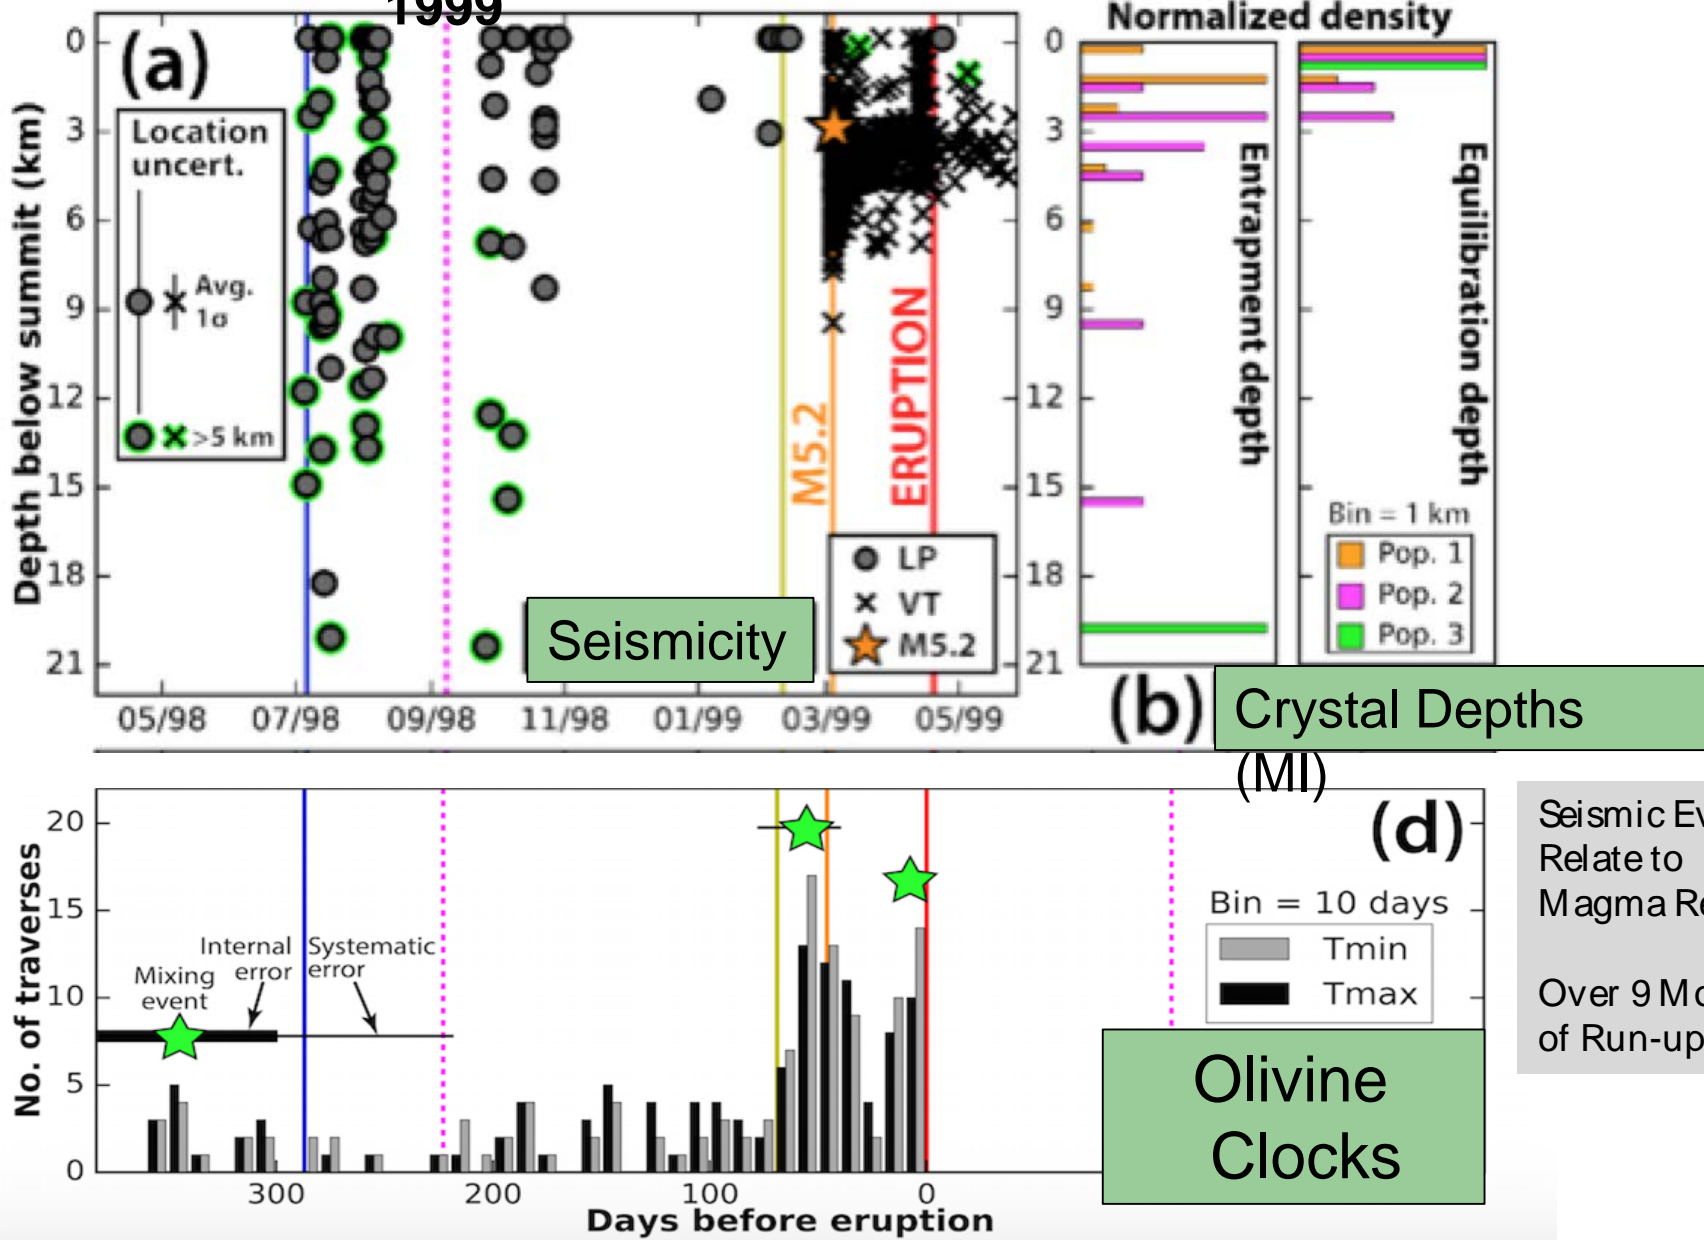 1999
(a)
Depth below summit (km)
0
3
6
9
12
15
18
21
Location
uncert.
Avg.
1σ
>5 km
M5.2
ERUPTION
LP
VT
M5.2
Seismicity
05/98
07/98
09/98
11/98
01/99
03/99
05/99
Normalized density
0
3
6
9
12
15
18
21
Entrapment depth
Equilibration depth
Bin = 1 km
Pop. 1
Pop. 2
Pop. 3
(b)
Crystal Depths
(MI)
(d)
No. of traverses
20
15
10
5
0
Mixing
event
Internal
error
Systematic
error
Bin = 10 days
Tmin
Tmax
Olivine
Clocks
300
200
100
0
Days before eruption
Seismic Ev
Relate to
Magma Re
Over 9 Mo
of Run-up